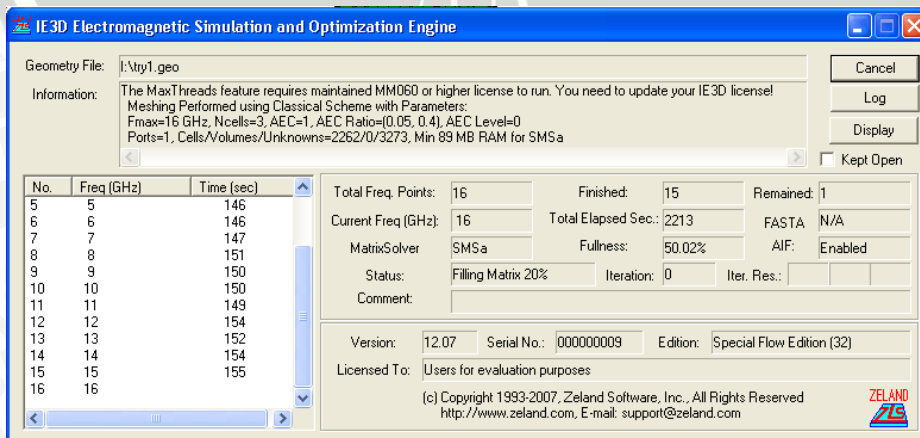 IE3D Electromagnetic Simulation and Optimization Engine
Geometry File: I:\try1.geo
Cancel
Information: The MaxThreads feature requires maintained MM060 or higher license to run. You need to update your IE3D license!
Meshing Performed using Classical Scheme with Parameters:
Fmax=16 GHz, Ncells=3, AEC=1, AEC Ratio=(0.05, 0.4), AEC Level=0
Ports=1, Cells/Volumes/Unknowns=2262/0/3273, Min 89 MB RAM for SMSa
Log
Display
Kept Open
No. Freq (GHz) Time (sec)
5 5 146
6 6 146
7 7 147
8 8 151
9 9 150
10 10 150
11 11 149
12 12 154
13 13 152
14 14 154
15 15 155
16 16
Total Freq. Points: 16 Finished: 15 Remained: 1
Current Freq (GHz): 16 Total Elapsed Sec.: 2213 FASTA N/A
MatrixSolver SMSa Fullness: 50.02% AIF: Enabled
Status: Filling Matrix 20% Iteration: 0 Iter. Res.:
Comment:
Version: 12.07 Serial No.: 000000009 Edition: Special Flow Edition (32)
Licensed To: Users for evaluation purposes
(c) Copyright 1993-2007, Zeland Software, Inc., All Rights Reserved
http://www.zeland.com, E-mail: support@zeland.com
ZELAND
ZLS